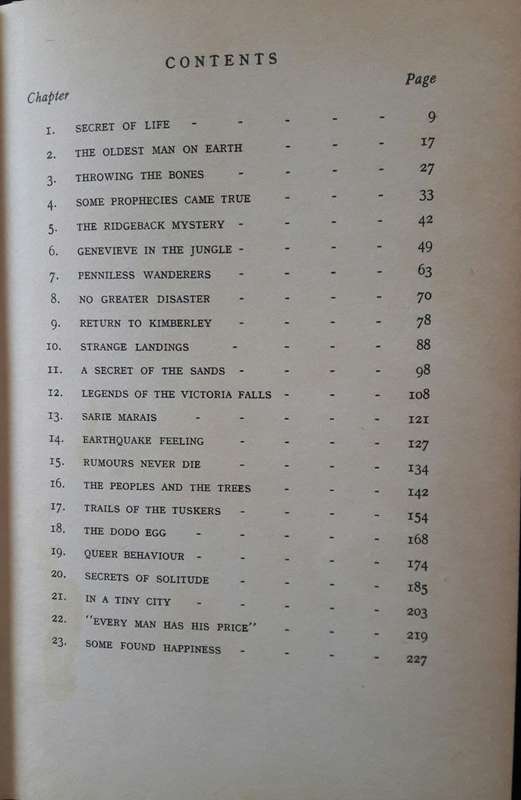 CONTENTS
Chapter Page
1. SECRET OF LIFE - - - - - 9
2. THE OLDEST MAN ON EARTH - - - 17
3. THROWING THE BONES - - - - 27
4. SOME PROPHECIES CAME TRUE - - - 33
5. THE RIDGEBACK MYSTERY - - - - 42
6. GENEVIEVE IN THE JUNGLE - - - - 49
7. PENNILESS WANDERERS - - - - 63
8. NO GREATER DISASTER - - - - 70
9. RETURN TO KIMBERLEY - - - - 78
10. STRANGE LANDINGS - - - - 88
11. A SECRET OF THE SANDS - - - - 98
12. LEGENDS OF THE VICTORIA FALLS - - - 108
13. SARIE MARAIS - - - - - 121
14. EARTHQUAKE FEELING - - - - 127
15. RUMOURS NEVER DIE - - - - 134
16. THE PEOPLES AND THE TREES - - - 142
17. TRAILS OF THE TUSKERS - - - - 154
18. THE DODO EGG - - - - - 168
19. QUEER BEHAVIOUR - - - - - 174
20. SECRETS OF SOLITUDE - - - - 185
21. IN A TINY CITY - - - - - 203
22. "EVERY MAN HAS HIS PRICE" - - - 219
23. SOME FOUND HAPPINESS - - - - 227